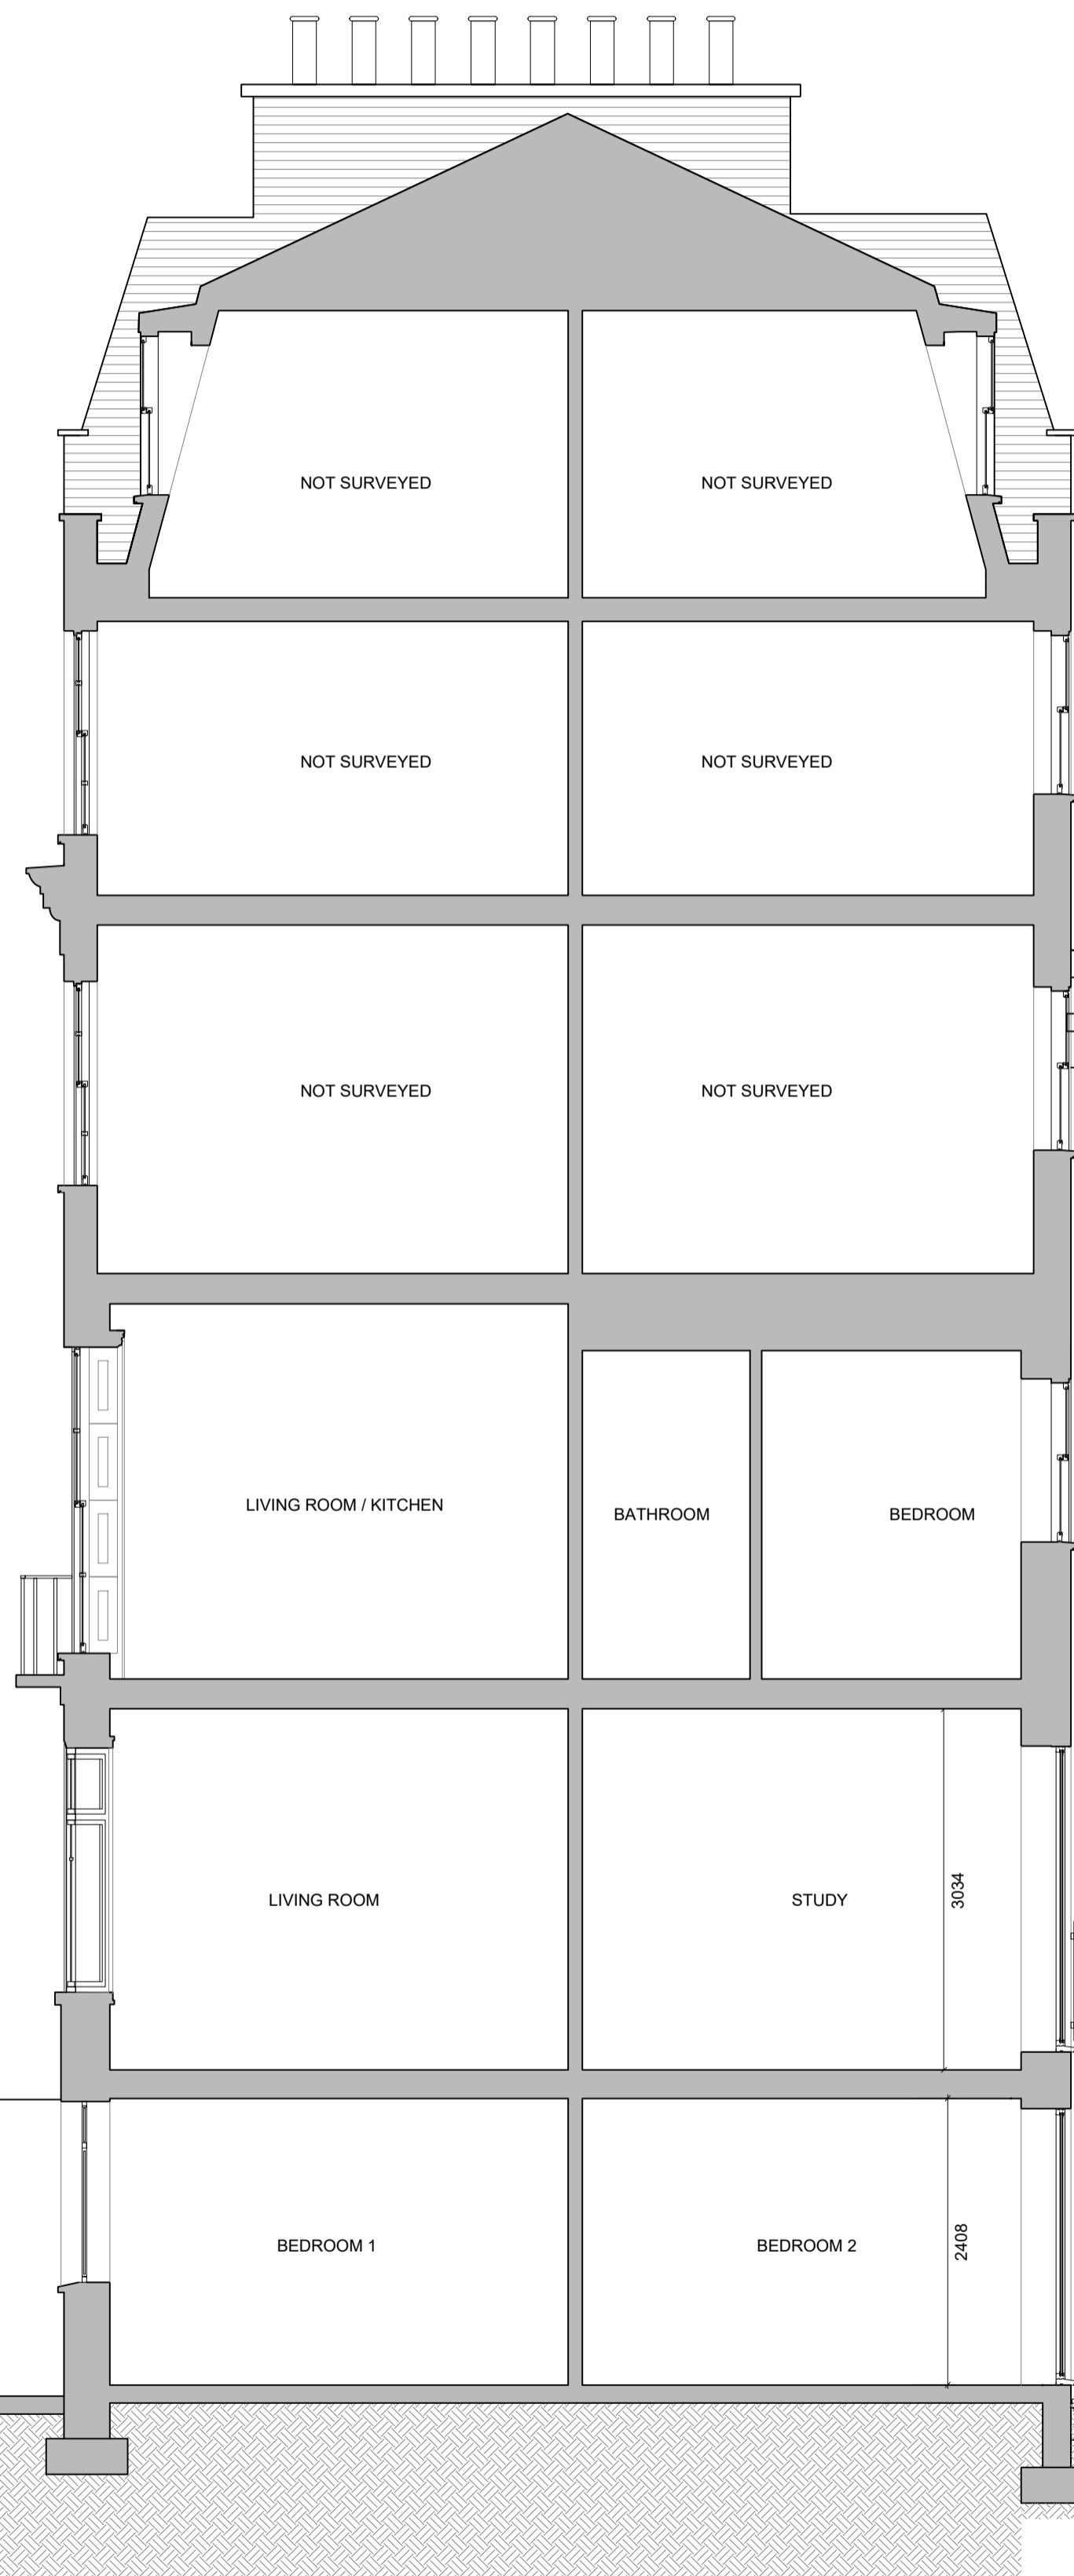 NOT SURVEYED
NOT SURVEYED
NOT SURVEYED
NOT SURVEYED
NOT SURVEYED
NOT SURVEYED
LIVING ROOM / KITCHEN
BATHROOM
BEDROOM
LIVING ROOM
STUDY
3034
BEDROOM 1
BEDROOM 2
2408